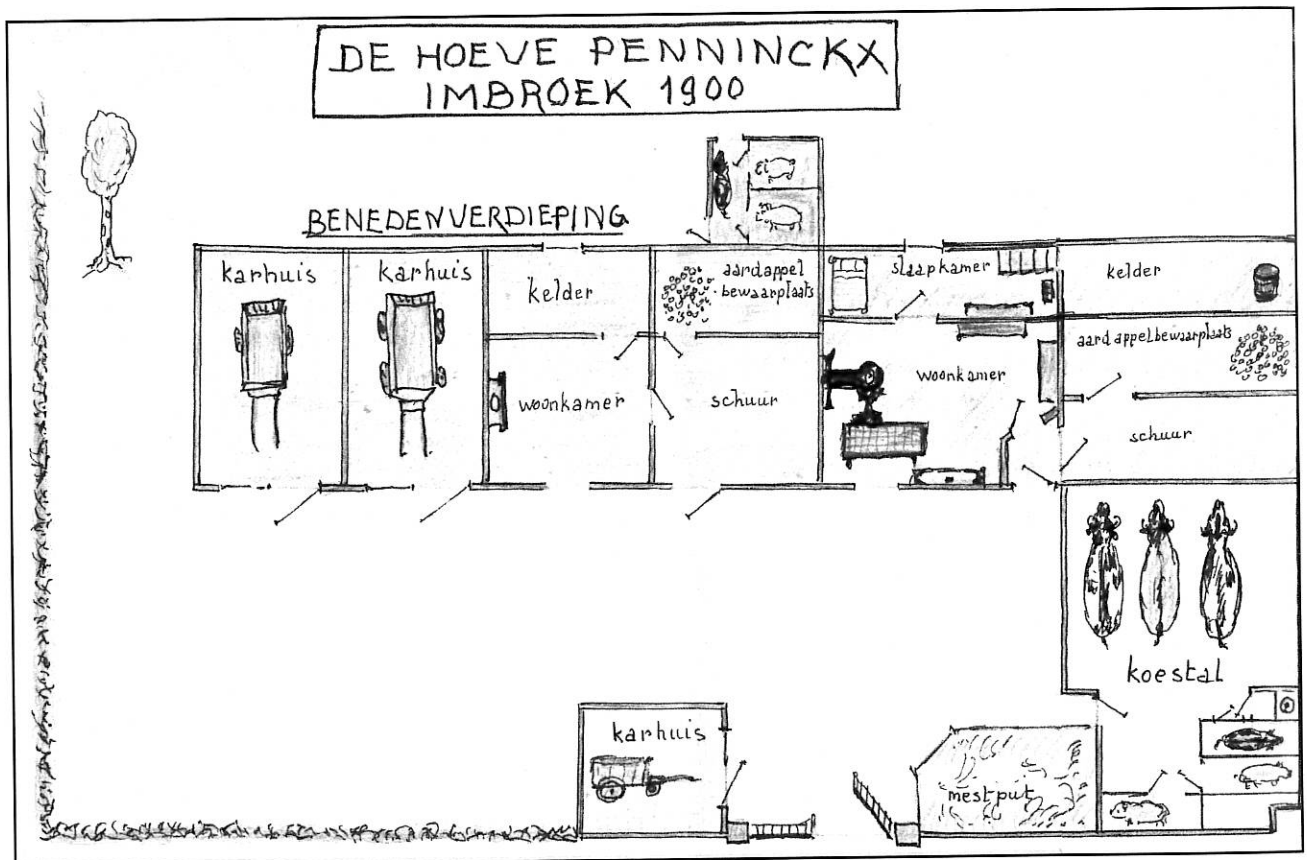 DE HOEVE PENNINCKX
IMBROEK 1900
BENEDENVERDIEPING
karhuis
karhuis
kelder
aardappel
bewaarplaats
slaapkamer
kelder
aardappelbewaarplaats
woonkamer
schuur
woonkamer
schuur
koestal
karhuis
mestput